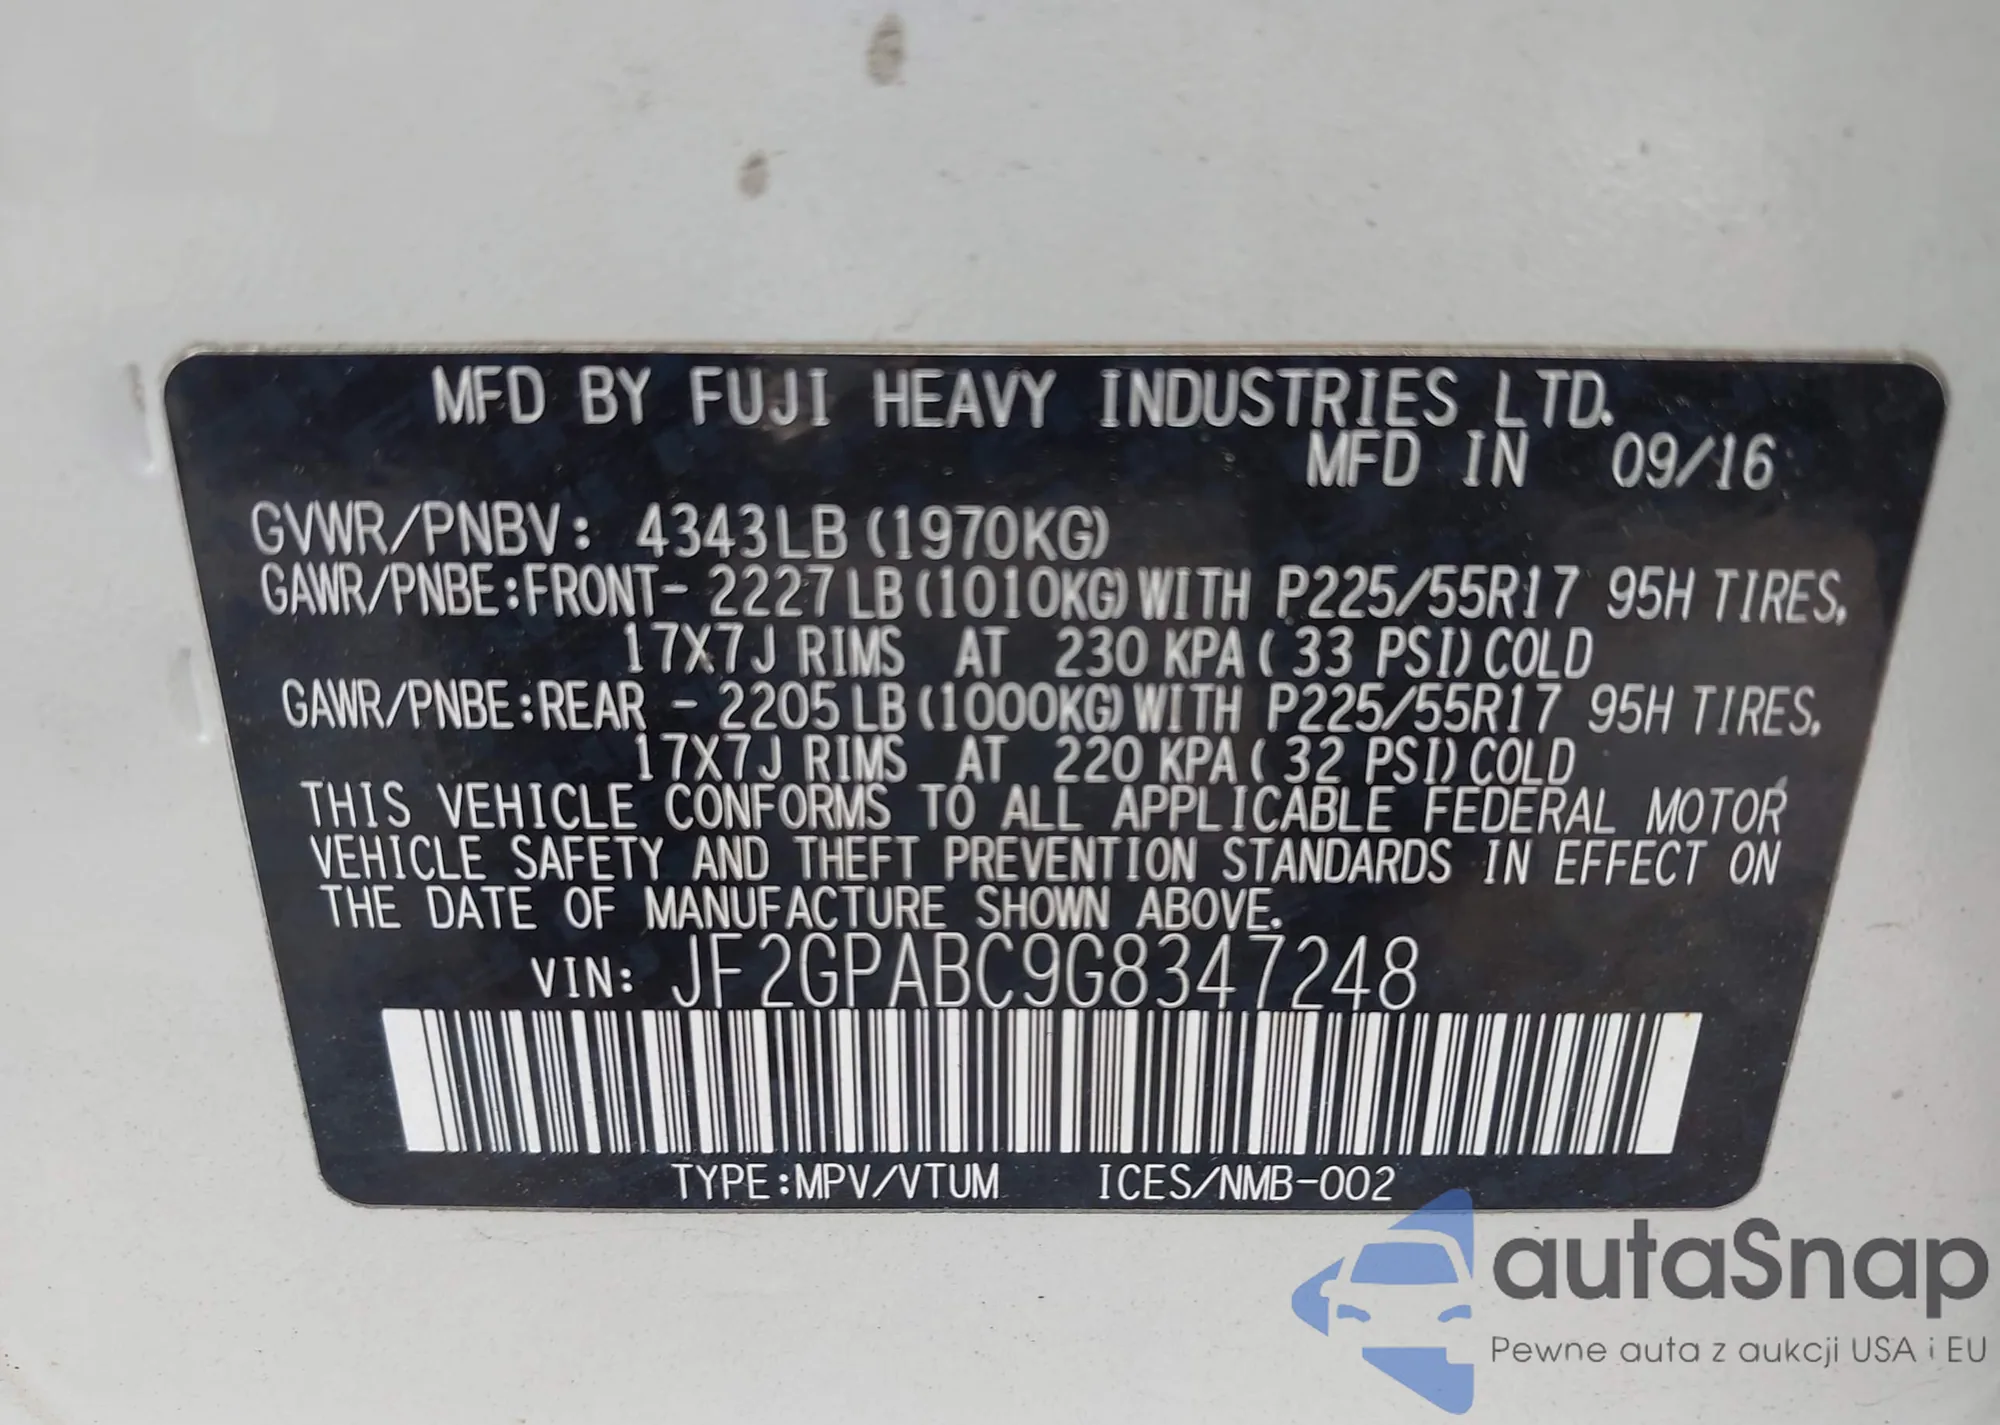 MFD BY FUJI HEAVY INDUSTRIES LTD.
MFD IN 09/16
GVWR/PNBV: 4343LB (1970KG)
GAWR/PNBE:FRONT- 2227LB(1010KG)WITH P225/55R17 95H TIRES,
17X7J RIMS AT 230 KPA( 33 PSI)COLD
GAWR/PNBE:REAR - 2205LB(1000KG)WITH P225/55R17 95H TIRES,
17X7J RIMS AT 220 KPA( 32 PSI)COLD
THIS VEHICLE CONFORMS TO ALL APPLICABLE FEDERAL MOTOR
VEHICLE SAFETY AND THEFT PREVENTION STANDARDS IN EFFECT ON
THE DATE OF MANUFACTURE SHOWN ABOVE.
VIN: JF2GPABC9G8347248
TYPE:MPV/VTUM ICES/NMB-002
autaSnap
Pewne auta z aukcji USA i EU